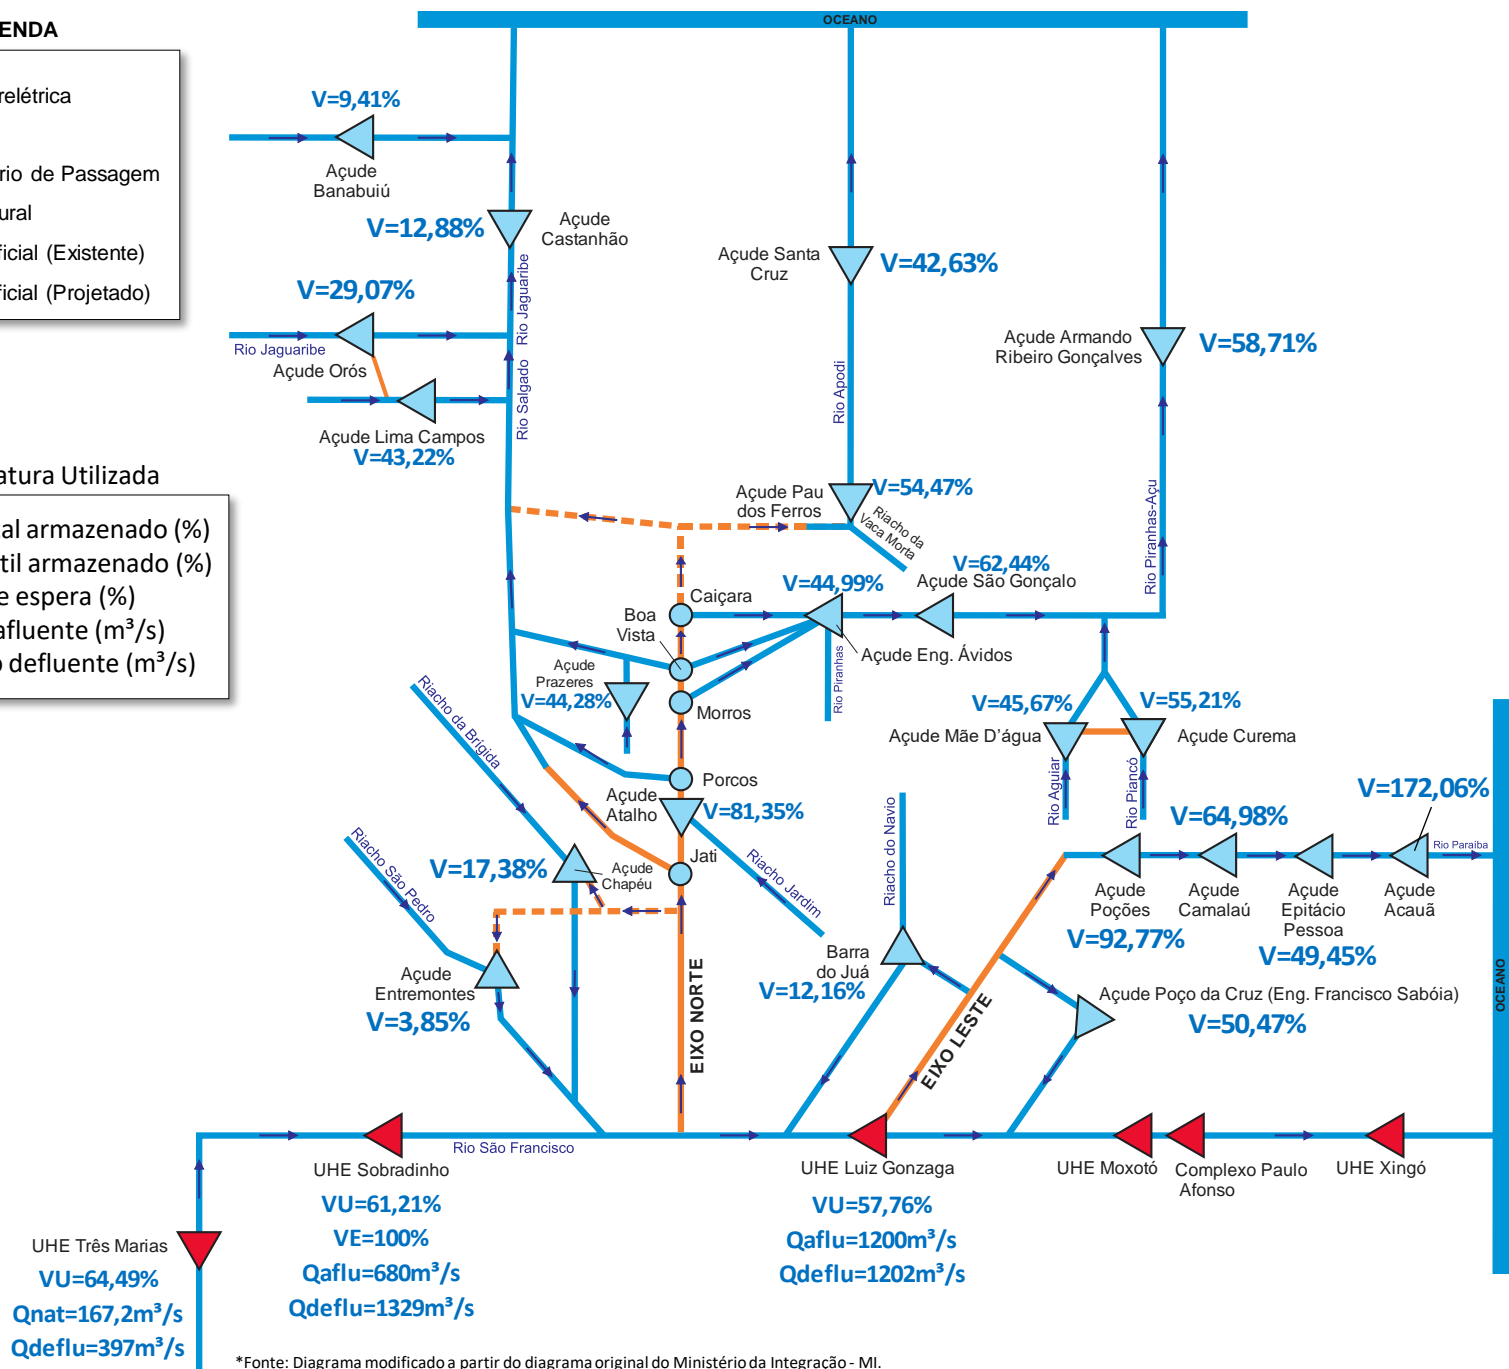 OCEANO
ENDA
relétrica
rio de Passagem
ural
ficial (Existente)
ficial (Projetado)
V=9,41%
Açude
Banabuiú
V=12,88%
Açude
Castanhão
Rio Jaguaribe
V=29,07%
Rio Jaguaribe
Açude Orós
Rio Salgado
Açude Lima Campos
V=43,22%
Açude Santa
Cruz
V=42,63%
Rio Apodi
Açude Armando
Ribeiro Gonçalves
V=58,71%
Rio Piranhas-Açu
atura Utilizada
al armazenado (%)
til armazenado (%)
e espera (%)
afluente (m³/s)
o defluente (m³/s)
Açude Pau
dos Ferros
V=54,47%
Riacho da
Vaca Morta
V=62,44%
Açude São Gonçalo
V=44,99%
Caiçara
Boa
Vista
Açude Eng. Ávidos
Rio Piranhas
Açude
Prazeres
V=44,28%
Morros
Riacho da Brígida
Porcos
Açude
Atalho
V=81,35%
V=45,67%
V=55,21%
Açude Mãe D'água
Açude Curema
Rio Aguiar
Rio Piancó
V=172,06%
V=64,98%
Rio Paraiba
Açude
Poções
V=92,77%
Açude
Camalaú
Açude
Epitácio
Pessoa
V=49,45%
Açude
Acauã
Riacho do Navio
Riacho Jardim
Jati
V=17,38%
Açude
Chapéu
Riacho São Pedro
Açude
Entremontes
V=3,85%
EIXO NORTE
Barra
do Juá
V=12,16%
EIXO LESTE
Açude Poço da Cruz (Eng. Francisco Sabóia)
V=50,47%
OCEANO
Rio São Francisco
UHE Sobradinho
VU=61,21%
VE=100%
Qaflu=680m³/s
Qdeflu=1329m³/s
UHE Luiz Gonzaga
VU=57,76%
Qaflu=1200m³/s
Qdeflu=1202m³/s
UHE Moxotó
Complexo Paulo
Afonso
UHE Xingó
UHE Três Marias
VU=64,49%
Qnat=167,2m³/s
Qdeflu=397m³/s
*Fonte: Diagrama modificado a partir do diagrama original do Ministério da Integração - MI.